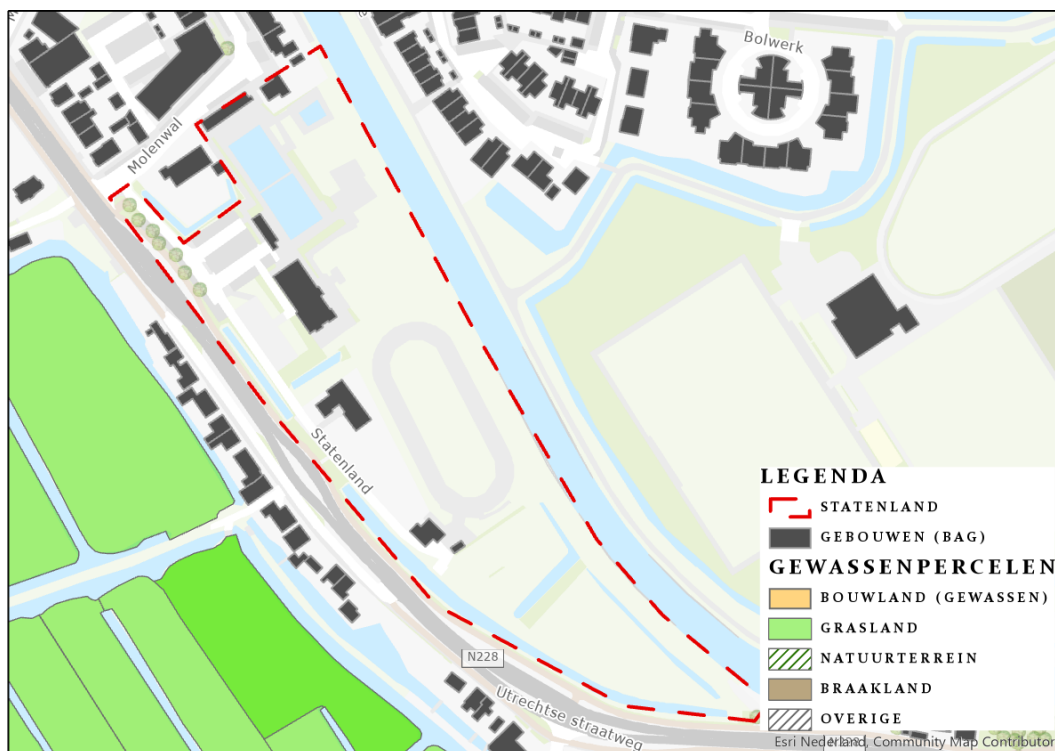 Bolwerk
Molenwal
Statenland
N228
Utrechtse straatweg
LEGENDA
STATENLAND
GEBOUWEN (BAG)
GEWASSENPERCELEN
BOUWLAND (GEWASSEN)
GRASLAND
NATUURTERREIN
BRAAKLAND
OVERIGE
N228
Esri Nederland, Community Map Contributor